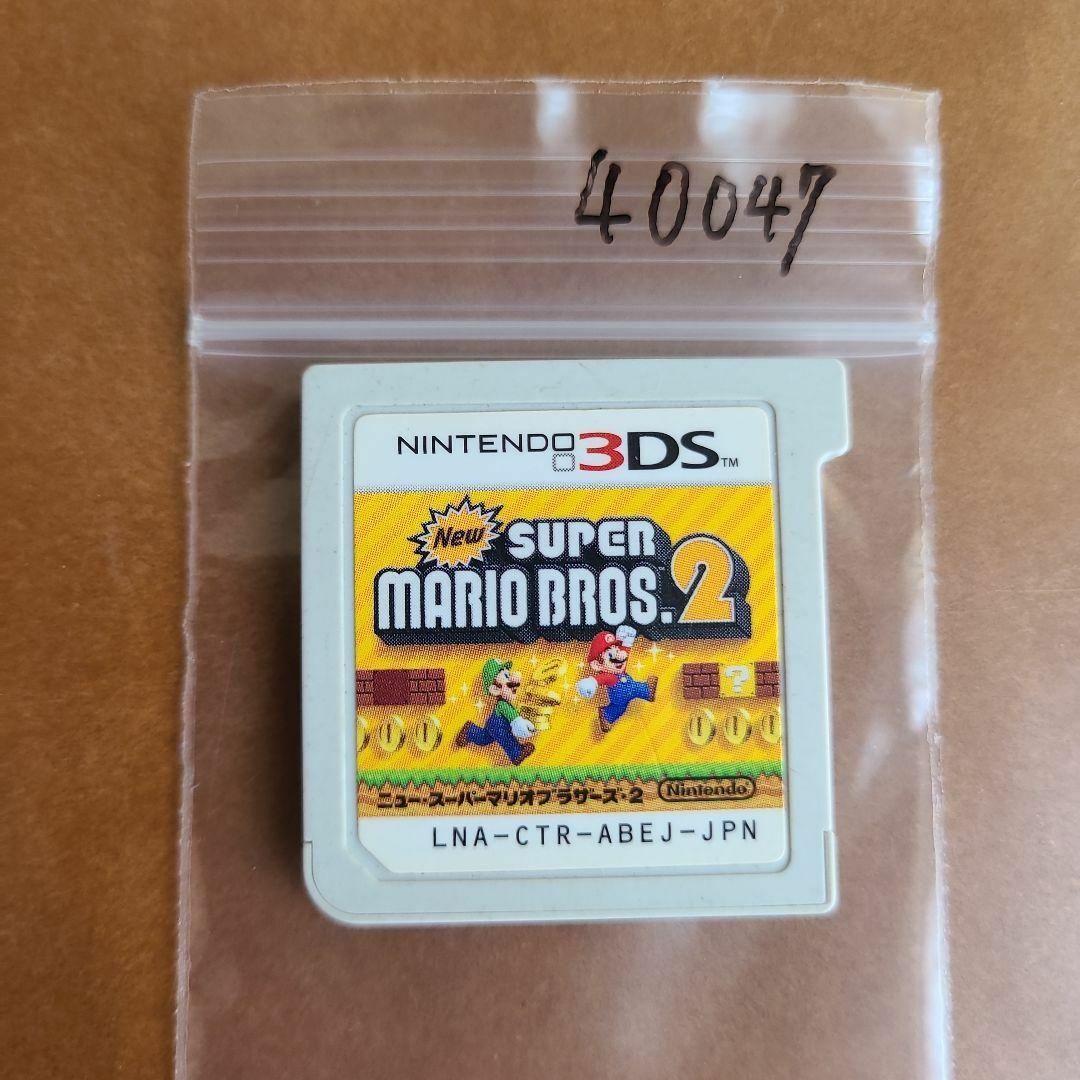 40047
NINTENDO 3DS™
New SUPER
MARIO BROS. 2
?
ニュー・スーパーマリオブラザーズ・2 Nintendo
LNA-CTR-ABEJ-JPN